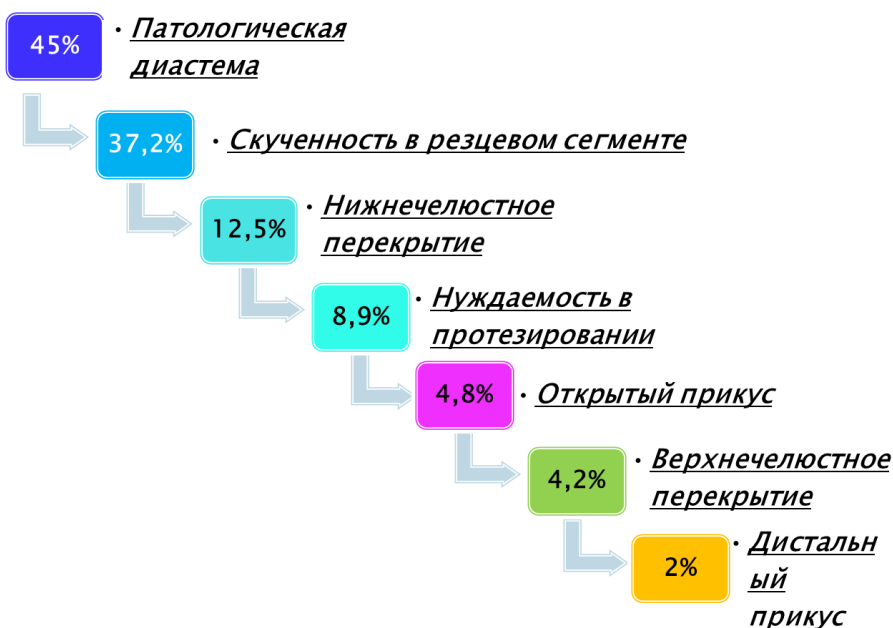 45%
• Патологическая
диастема
37,2%
• Скученность в резцевом сегменте
12,5%
• Нижнечелюстное
перекрытие
8,9%
• Нуждаемость в
протезировании
4,8%
• Открытый прикус
4,2%
• Верхнечелюстное
перекрытие
2%
• Дистальн
ый
прикус